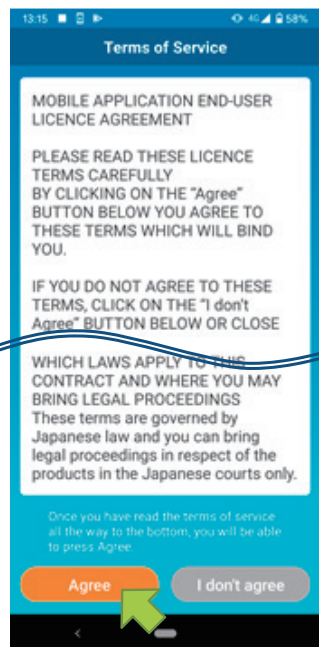 13:15 4G 58%
Terms of Service
MOBILE APPLICATION END-USER
LICENCE AGREEMENT
PLEASE READ THESE LICENCE
TERMS CAREFULLY
BY CLICKING ON THE "Agree"
BUTTON BELOW YOU AGREE TO
THESE TERMS WHICH WILL BIND
YOU.
IF YOU DO NOT AGREE TO THESE
TERMS, CLICK ON THE "I don't
Agree" BUTTON BELOW OR CLOSE
WHICH LAWS APPLY TO THIS
CONTRACT AND WHERE YOU MAY
BRING LEGAL PROCEEDINGS
These terms are governed by
Japanese law and you can bring
legal proceedings in respect of the
products in the Japanese courts only.
Once you have read the terms of service
all the way to the bottom, you will be able
to press Agree.
Agree I don't agree